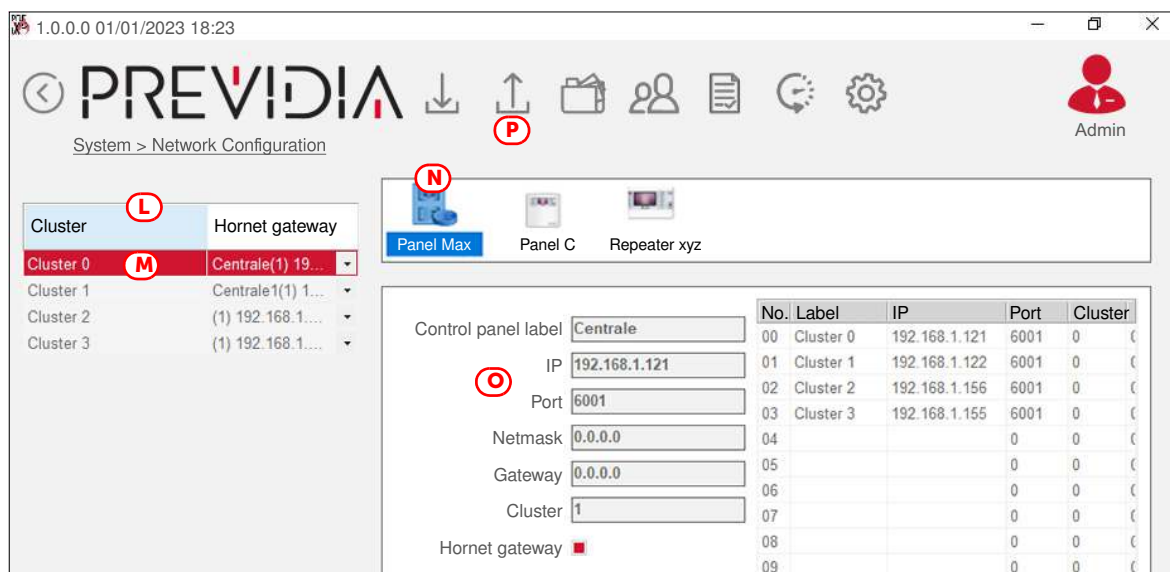 1.0.0.0 01/01/2023 18:23
PREVIDIA
P
Admin
System > Network Configuration
L
N
Cluster Hornet gateway
Panel Max Panel C Repeater xyz
Cluster 0 M Centrale(1) 19...
Cluster 1 Centrale1(1) 1...
Cluster 2 (1) 192.168.1....
Cluster 3 (1) 192.168.1....
Control panel label Centrale
IP 192.168.1.121
O
Port 6001
Netmask 0.0.0.0
Gateway 0.0.0.0
Cluster 1
Hornet gateway
No. Label IP Port Cluster
00 Cluster 0 192.168.1.121 6001 0
01 Cluster 1 192.168.1.122 6001 0
02 Cluster 2 192.168.1.156 6001 0
03 Cluster 3 192.168.1.155 6001 0
04 0 0
05 0 0
06 0 0
07 0 0
08 0 0
09 0 0